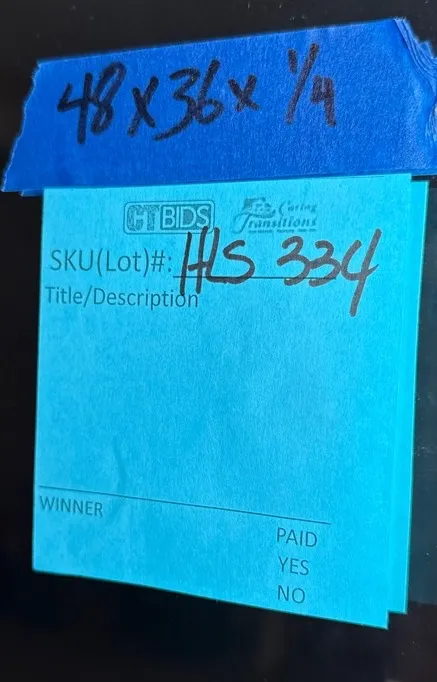 48 x 36 x 1/4
CTBIDS
Caring
Transitions
SKU(Lot)#: HLS 334
Title/Description
WINNER
PAID
YES
NO